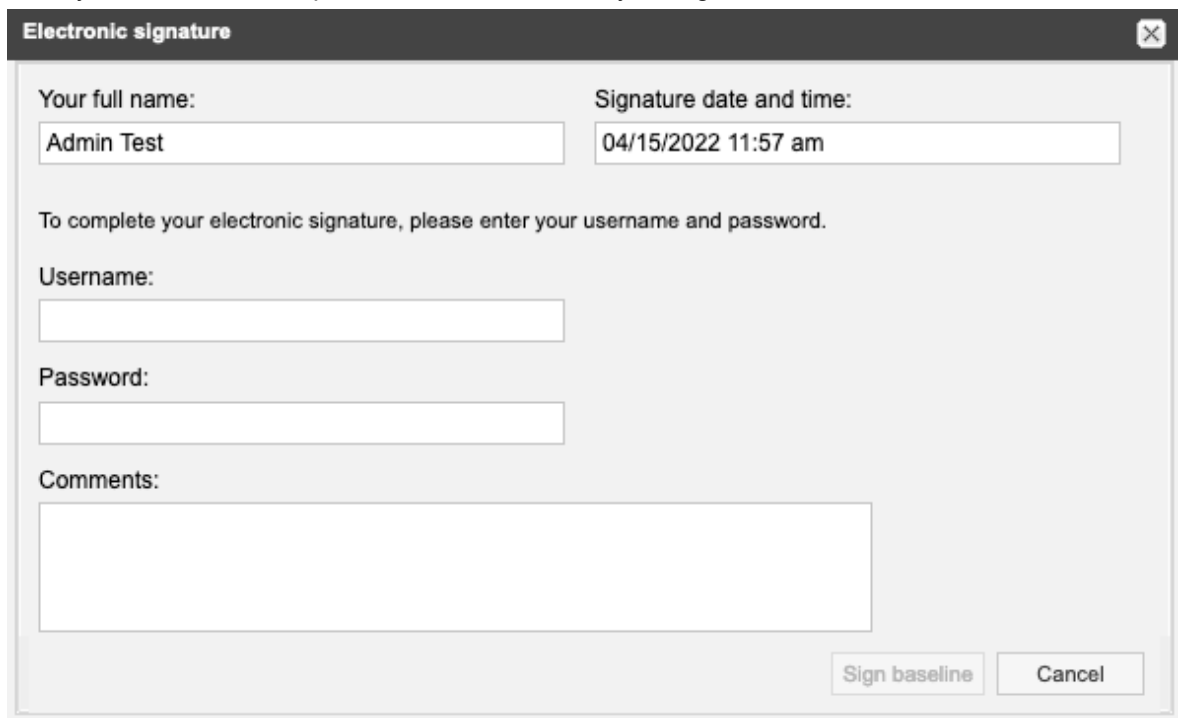 Electronic signature
Your full name:
Signature date and time:
Admin Test
04/15/2022 11:57 am
To complete your electronic signature, please enter your username and password.
Username:
Password:
Comments:
Sign baseline
Cancel